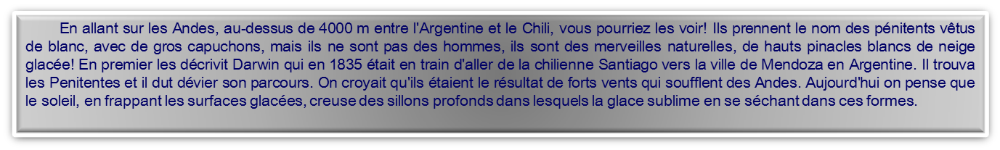 En allant sur les Andes, au-dessus de 4000 m entre l'Argentine et le Chili, vous pourriez les voir! Ils prennent le nom des pénitents vêtus
de blanc, avec de gros capuchons, mais ils ne sont pas des hommes, ils sont des merveilles naturelles, de hauts pinacles blancs de neige
glacée! En premier les décrivit Darwin qui en 1835 était en train d'aller de la chilienne Santiago vers la ville de Mendoza en Argentine. Il trouva
les Penitentes et il dut dévier son parcours. On croyait qu'ils étaient le résultat de forts vents qui soufflent des Andes. Aujourd'hui on pense que
le soleil, en frappant les surfaces glacées, creuse des sillons profonds dans lesquels la glace sublime en se séchant dans ces formes.